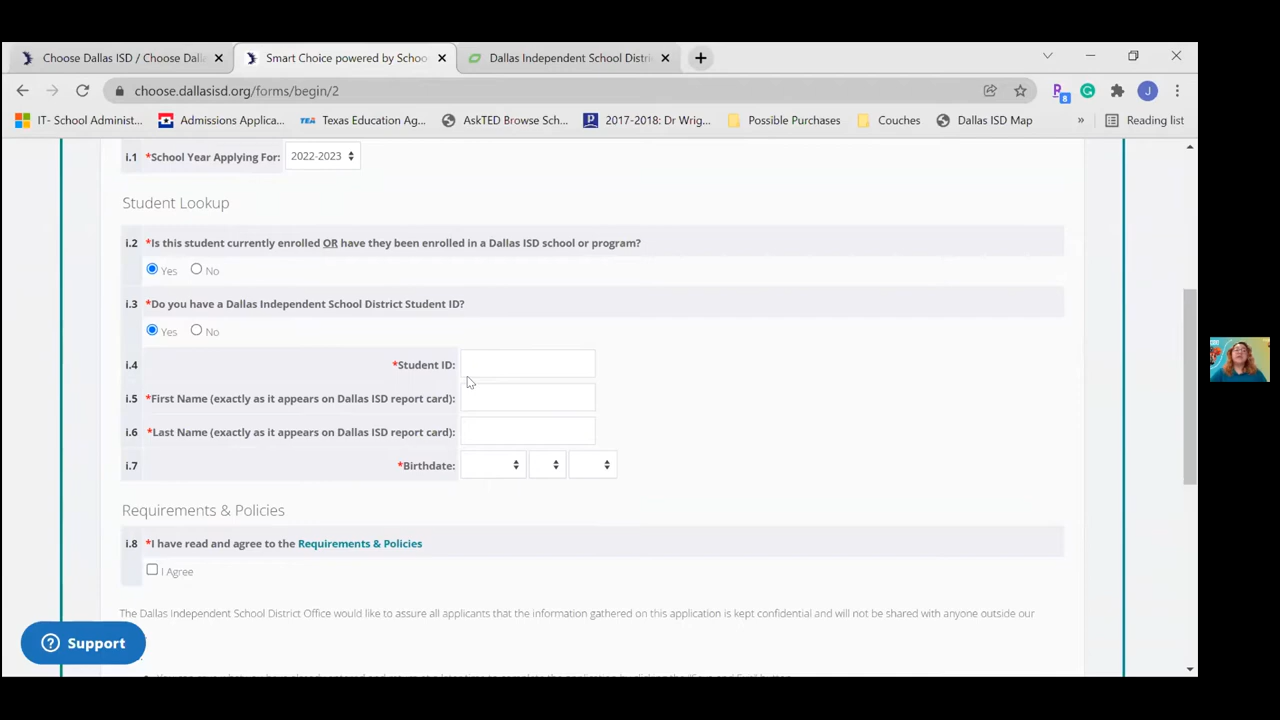 Choose Dallas ISD / Choose Dall
Smart Choice powered by Schoo
Dallas Independent School Distri
choose.dallasisd.org/forms/begin/2
J
8
IT- School Administ...
Admissions Applica...
TEA Texas Education Ag...
AskTED Browse Sch...
P 2017-2018: Dr Wrig...
Possible Purchases
Couches
Dallas ISD Map
»
Reading list
i.1 *School Year Applying For: 2022-2023
Student Lookup
i.2 *Is this student currently enrolled OR have they been enrolled in a Dallas ISD school or program?
Yes No
i.3 *Do you have a Dallas Independent School District Student ID?
Yes No
i.4 *Student ID:
i.5 *First Name (exactly as it appears on Dallas ISD report card):
i.6 *Last Name (exactly as it appears on Dallas ISD report card):
i.7 *Birthdate:
Requirements & Policies
i.8 *I have read and agree to the Requirements & Policies
I Agree
The Dallas Independent School District Office would like to assure all applicants that the information gathered on this application is kept confidential and will not be shared with anyone outside our
Support